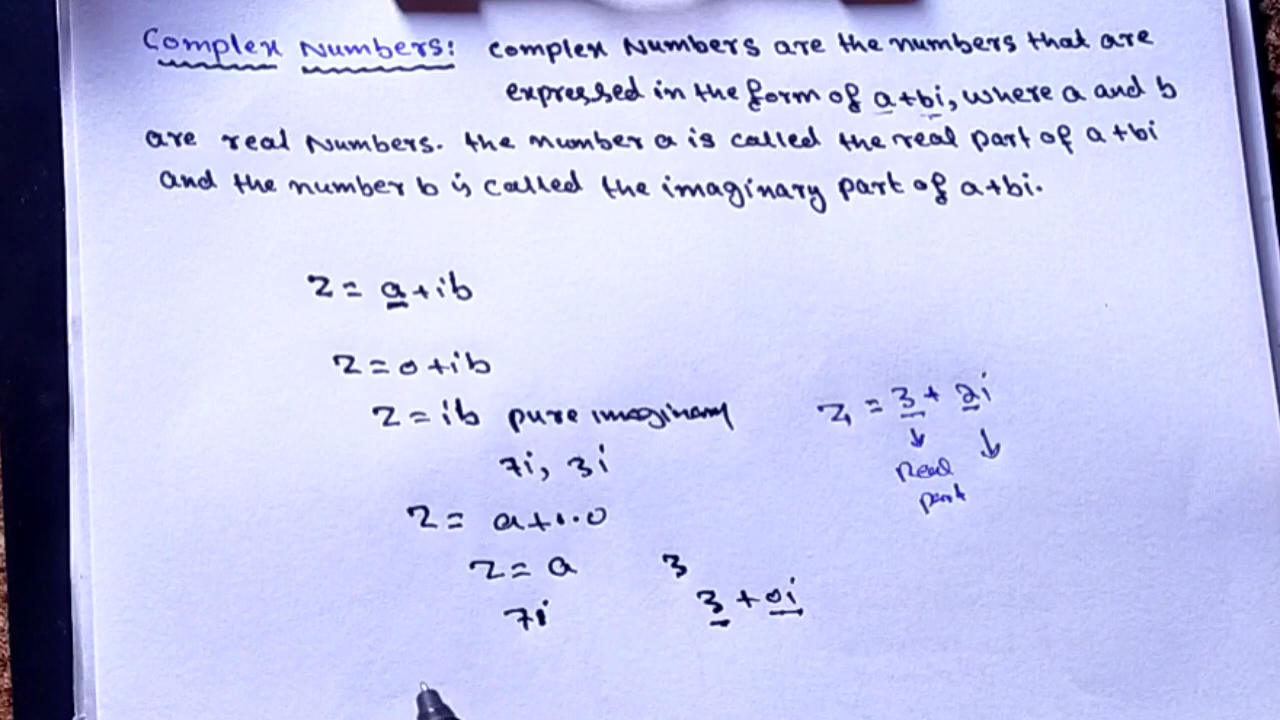 Complex Numbers: complex Numbers are the numbers that are
expressed in the form of a+bi, where a and b
are real Numbers. the number a is called the real part of a+bi
and the number b is called the imaginary part of a+bi.
z = a+ib
z = 0+ib
z = ib pure imaginary
7i, 3i
z = a+i.0
z = a
7i
z₁ = 3 + 2i
Real
part
3
3 + 0i